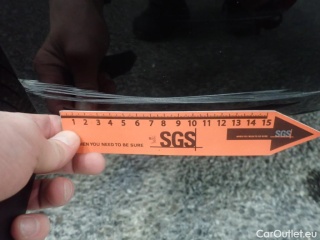 1 2 3 4 5 6 7 8 9 10 11 12 13 14 15
WHEN YOU NEED TO BE SURE SGS
SGS
CarOutlet.eu